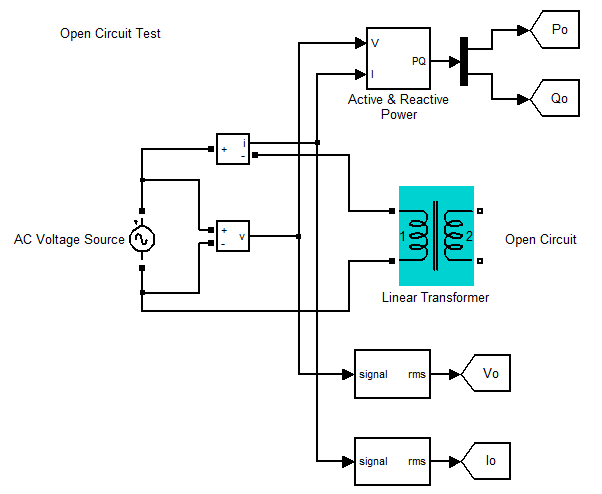 Open Circuit Test
Po
V
PQ
I
Qo
Active & Reactive
Power
+
i
-
+
v
-
AC Voltage Source
1
2
Open Circuit
Linear Transformer
signal
rms
Vo
signal
rms
Io